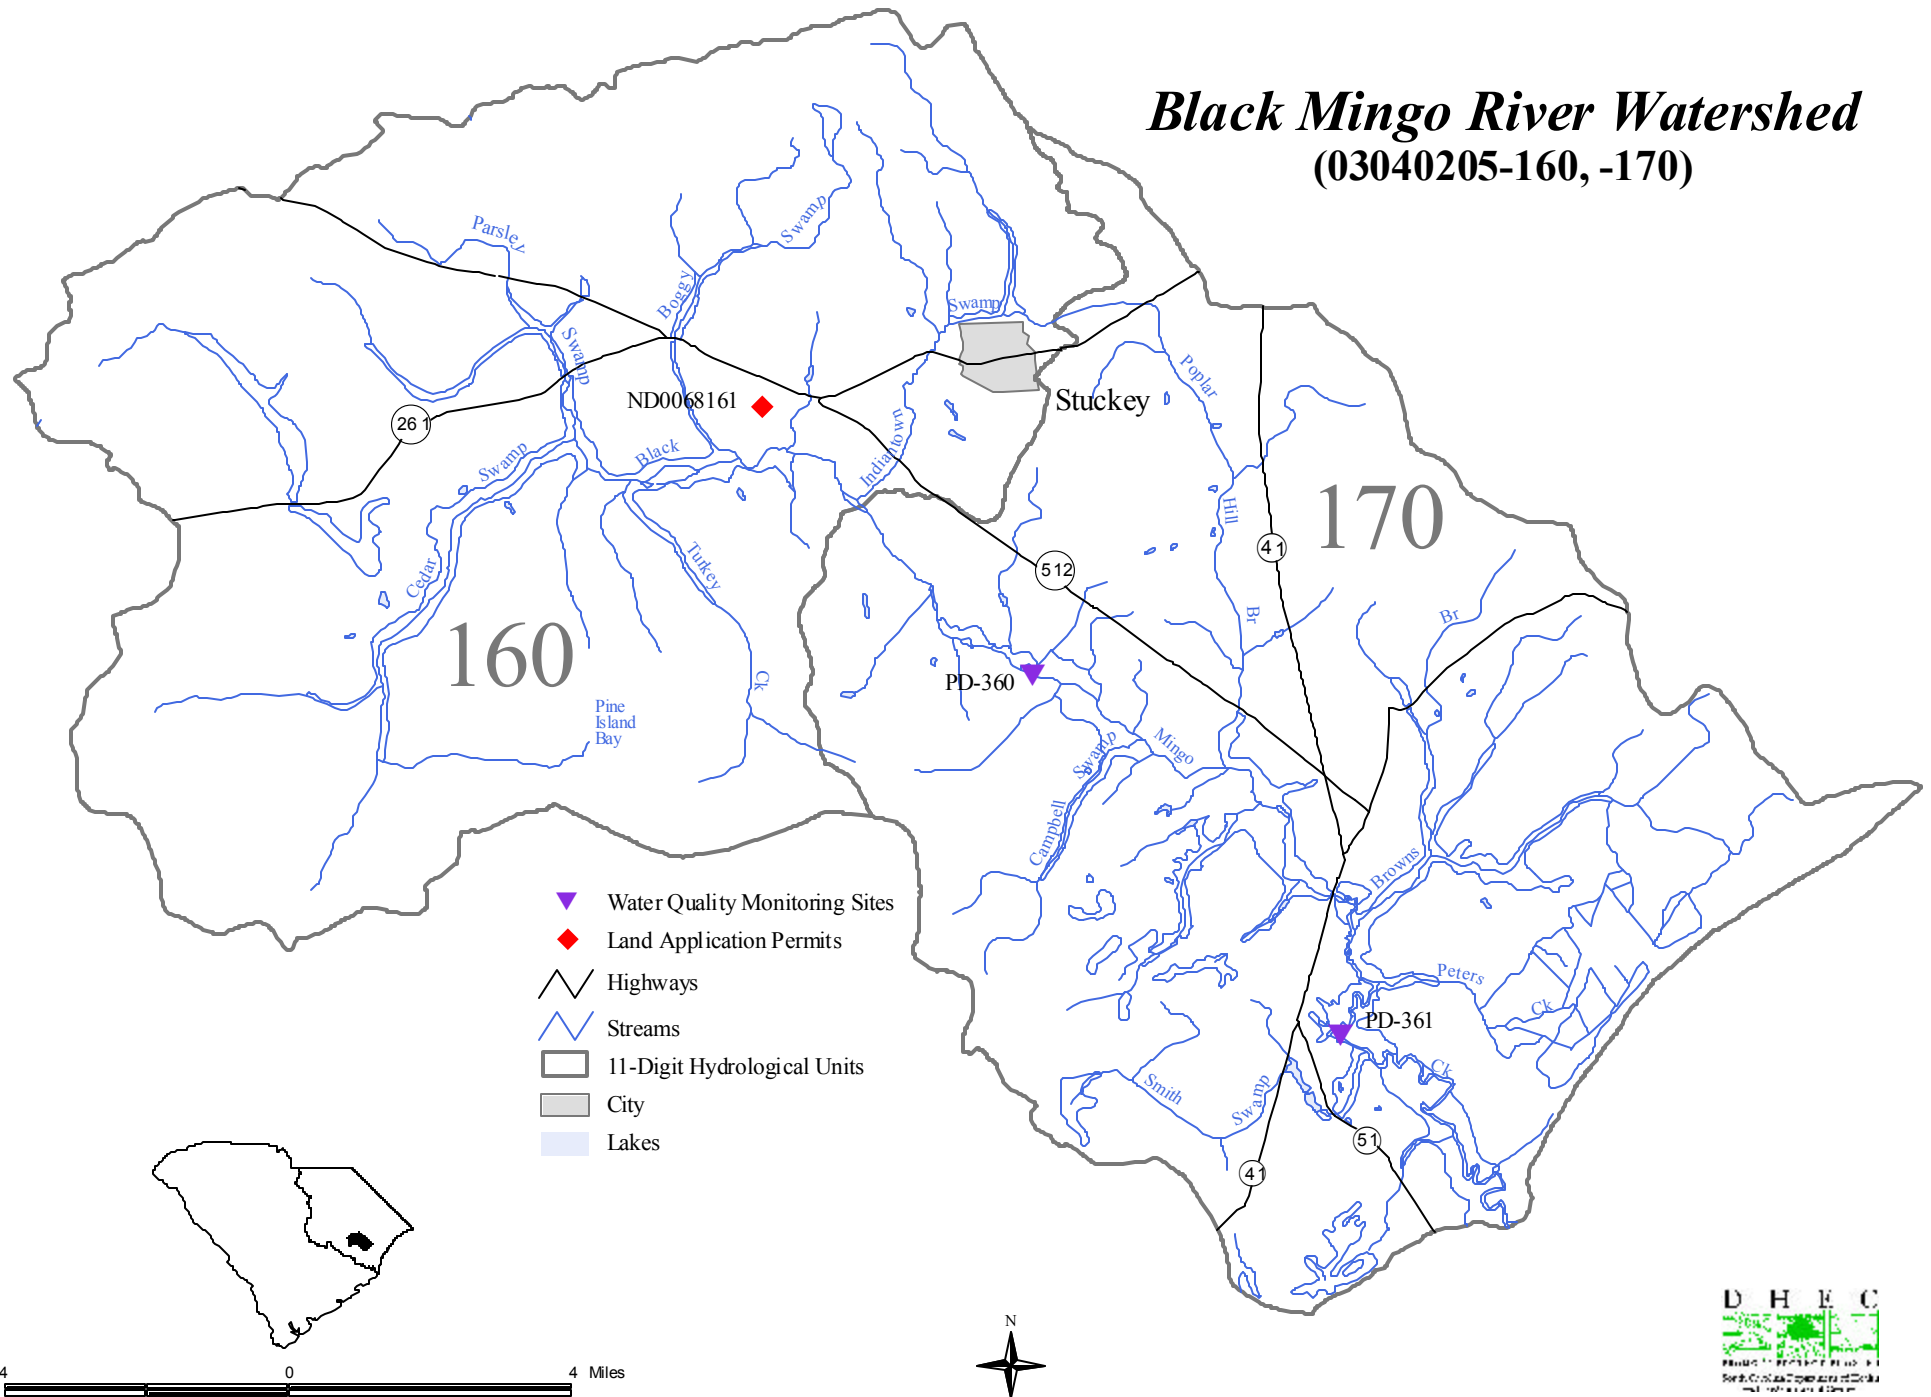 Black Mingo River Watershed
(03040205-160, -170)
Parsley
Swamp
Boggy
Swamp
Swamp
Poplar
Stuckey
ND0068161
26 1
Swamp
Black
Indiantown
Hill
170
41
512
Cedar
Turkey
Br
Br
160
Ck
PD-360
Pine
Island
Bay
Swamp
Mingo
Campbell
Browns
Water Quality Monitoring Sites
Land Application Permits
Highways
Streams
11-Digit Hydrological Units
City
Lakes
Peters
Ck
PD-361
Ck
Smith
Swamp
51
41
N
4 0 4 Miles
D H E C